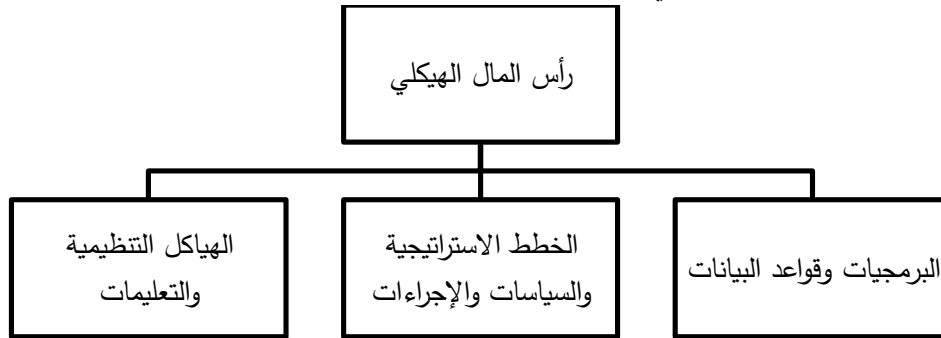 رأس المال الهيكلي
البرمجيات وقواعد البيانات
الخطط الاستراتيجية
والسياسات والإجراءات
الهياكل التنظيمية
والتعليمات